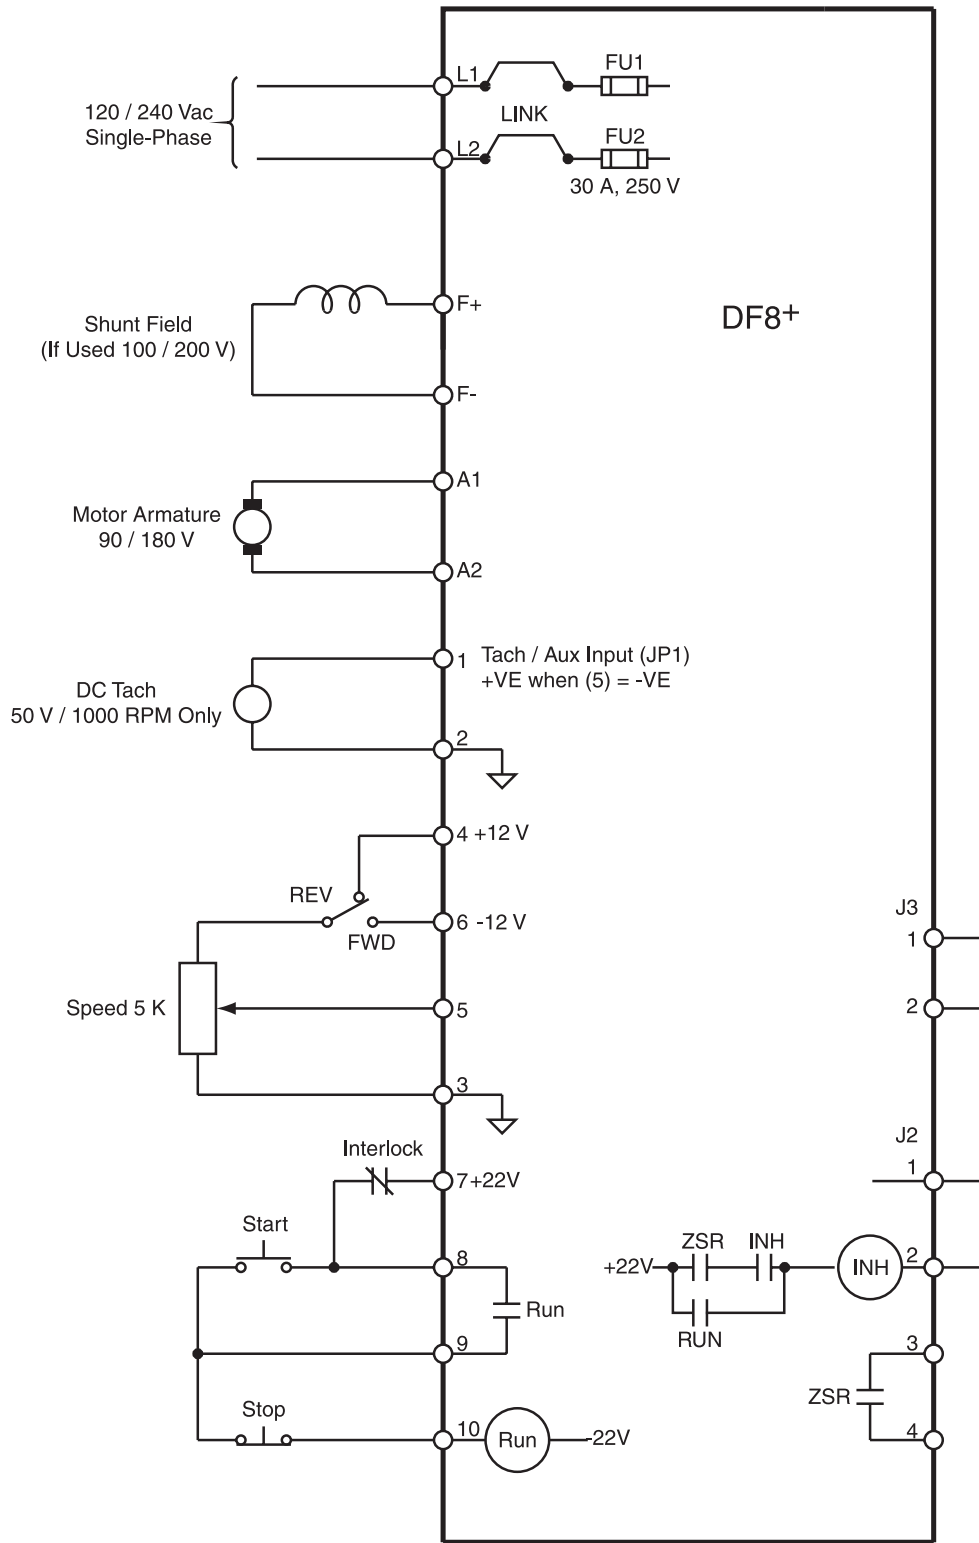 L1
FU1
120 / 240 Vac
Single-Phase
LINK
L2
FU2
30 A, 250 V
F+
DF8+
Shunt Field
(If Used 100 / 200 V)
F-
A1
Motor Armature
90 / 180 V
A2
1
Tach / Aux Input (JP1)
+VE when (5) = -VE
DC Tach
50 V / 1000 RPM Only
2
4 +12 V
REV
6 -12 V
FWD
J3
1
Speed 5 K
5
2
3
Interlock
J2
7+22V
1
Start
8
ZSR
INH
+22V
INH
2
Run
RUN
9
3
ZSR
Stop
10
Run
-22V
4